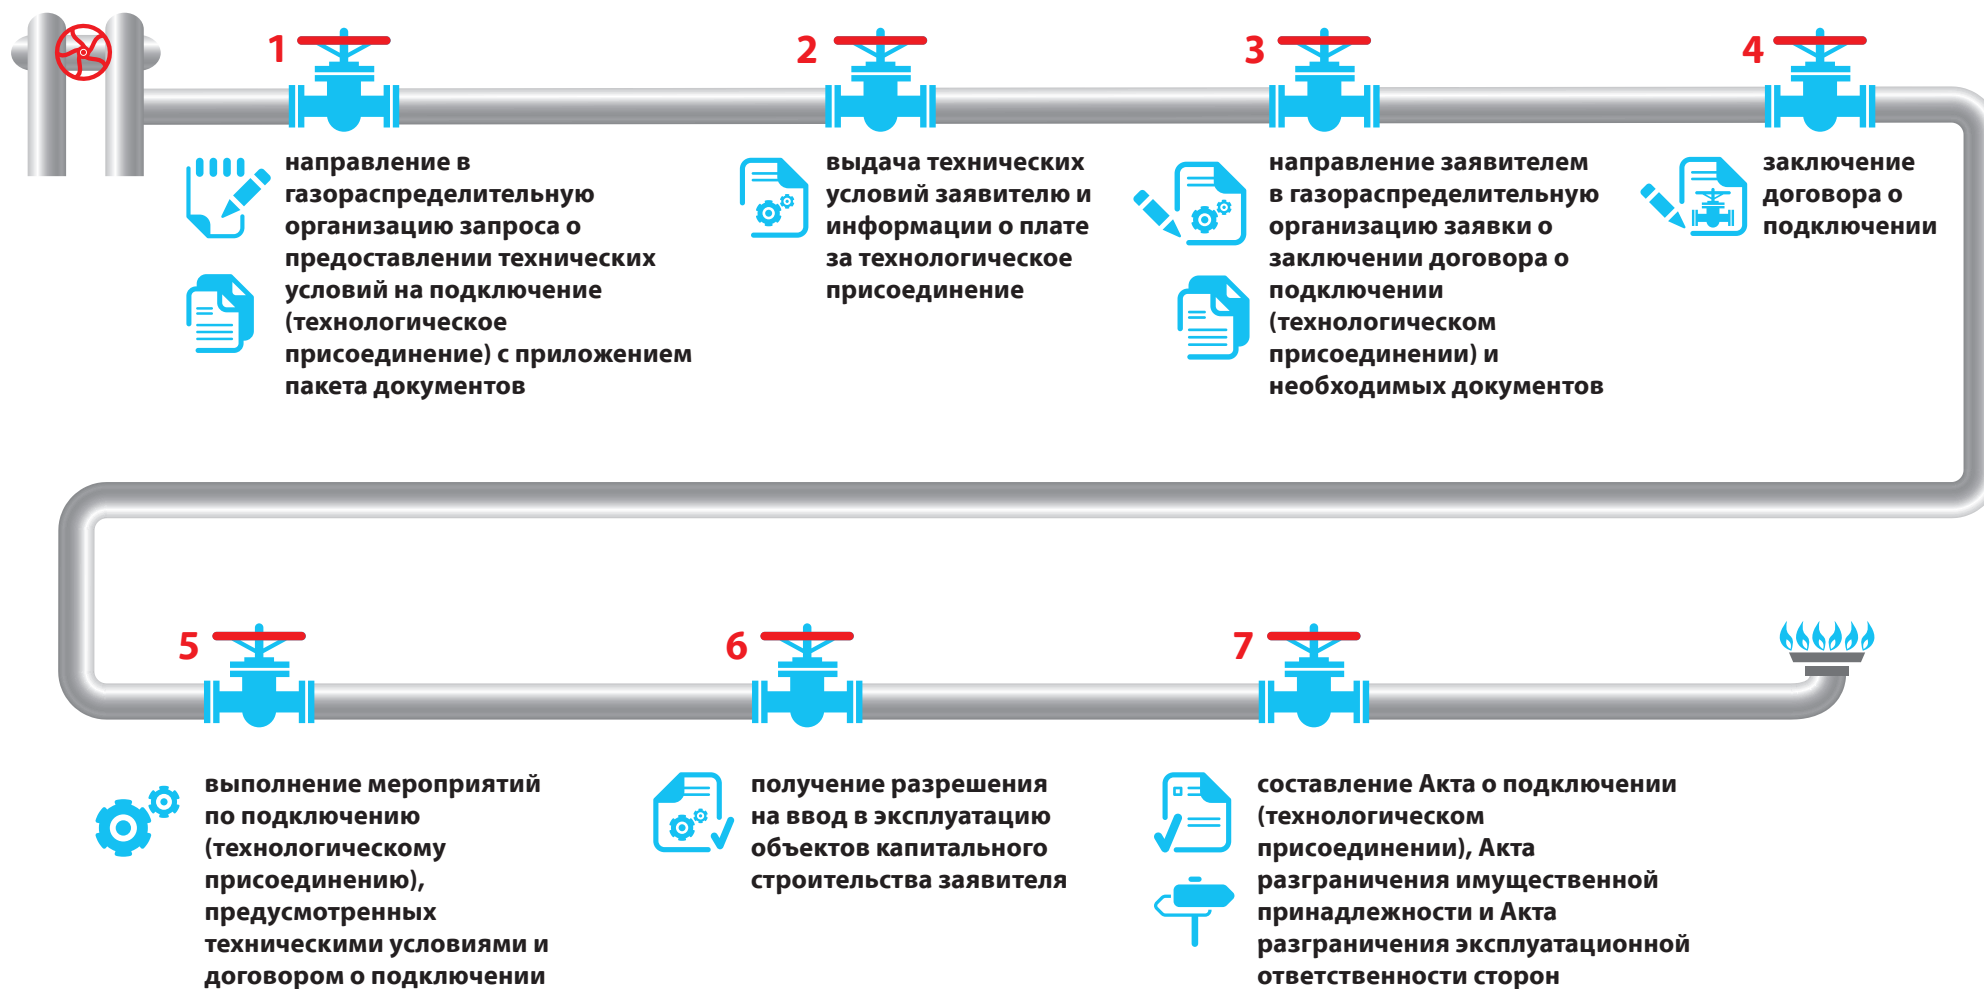 1
направление в
газораспределительную
организацию запроса о
предоставлении технических
условий на подключение
(технологическое
присоединение) с приложением
пакета документов
2
выдача технических
условий заявителю и
информации о плате
за технологическое
присоединение
3
направление заявителем
в газораспределительную
организацию заявки о
заключении договора о
подключении
(технологическом
присоединении) и
необходимых документов
4
заключение
договора о
подключении
5
выполнение мероприятий
по подключению
(технологическому
присоединению),
предусмотренных
техническими условиями и
договором о подключении
6
получение разрешения
на ввод в эксплуатацию
объектов капитального
строительства заявителя
7
составление Акта о подключении
(технологическом
присоединении), Акта
разграничения имущественной
принадлежности и Акта
разграничения эксплуатационной
ответственности сторон